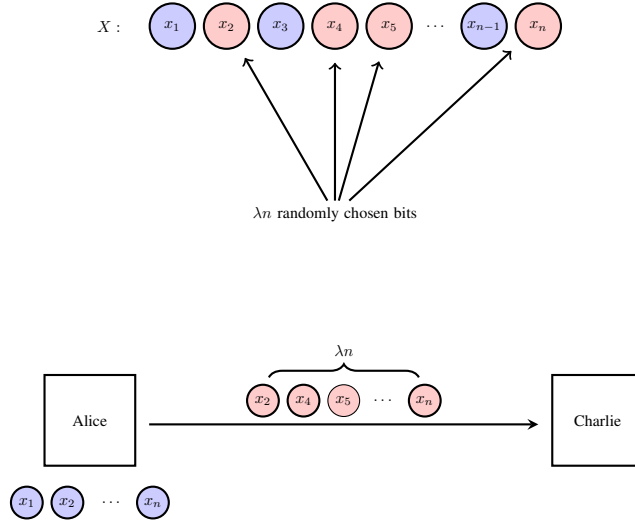 X : x₁ x₂ x₃ x₄ x₅ ⋯ xₙ₋₁ xₙ
λn randomly chosen bits
λn
x₂ x₄ x₅ ⋯ xₙ
Alice Charlie
x₁ x₂ ⋯ xₙ